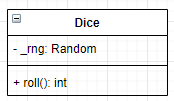 Dice
- _rng: Random
+ roll(): int